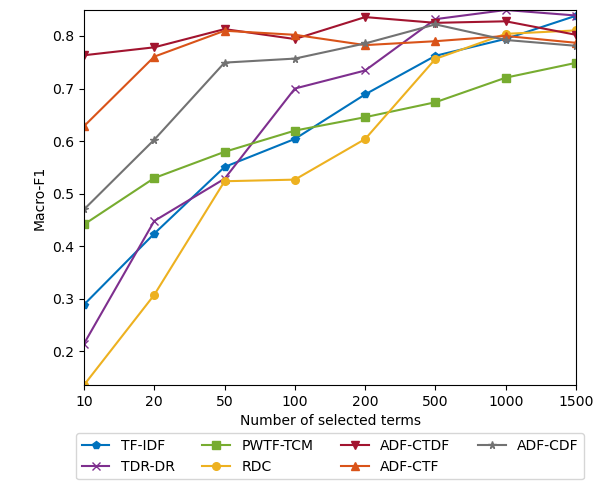 0.8
0.7
0.6
0.5
0.4
0.3
0.2
Macro-F1
10 20 50 100 200 500 1000 1500
Number of selected terms
TF-IDF PWTF-TCM ADF-CTDF ADF-CDF
TDR-DR RDC ADF-CTF